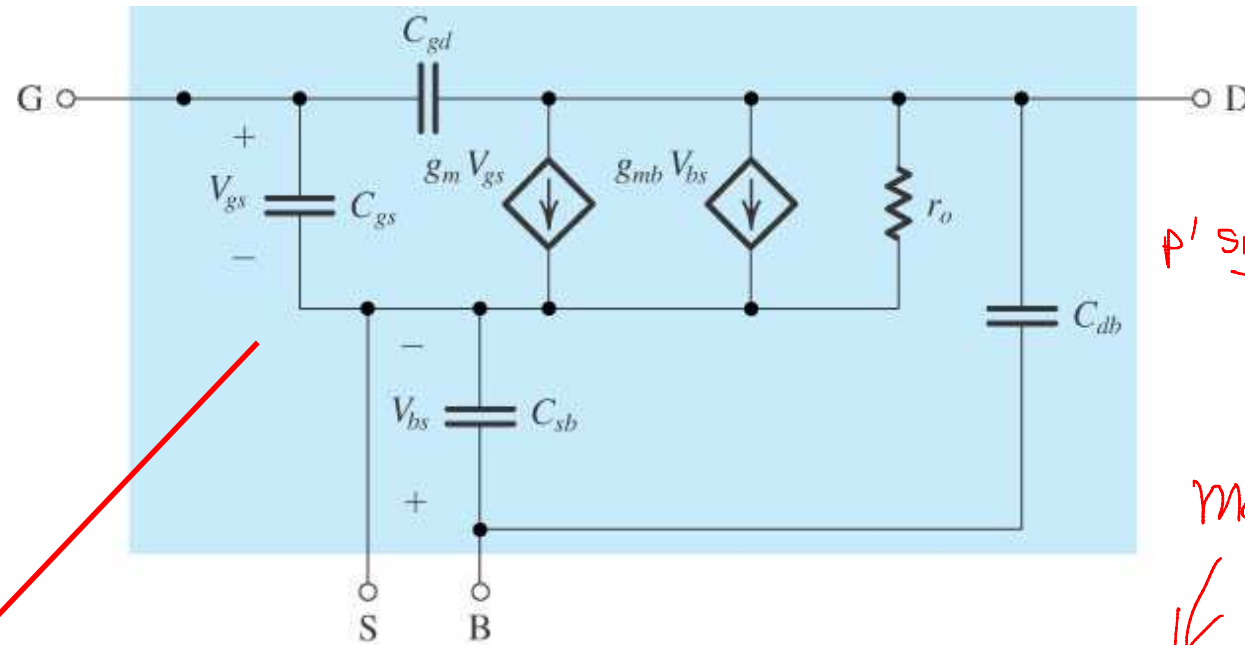 C_gd
G
D
+
g_m V_gs
g_mb V_bs
V_gs
C_gs
r_o
−
C_db
−
V_bs
C_sb
+
S
B